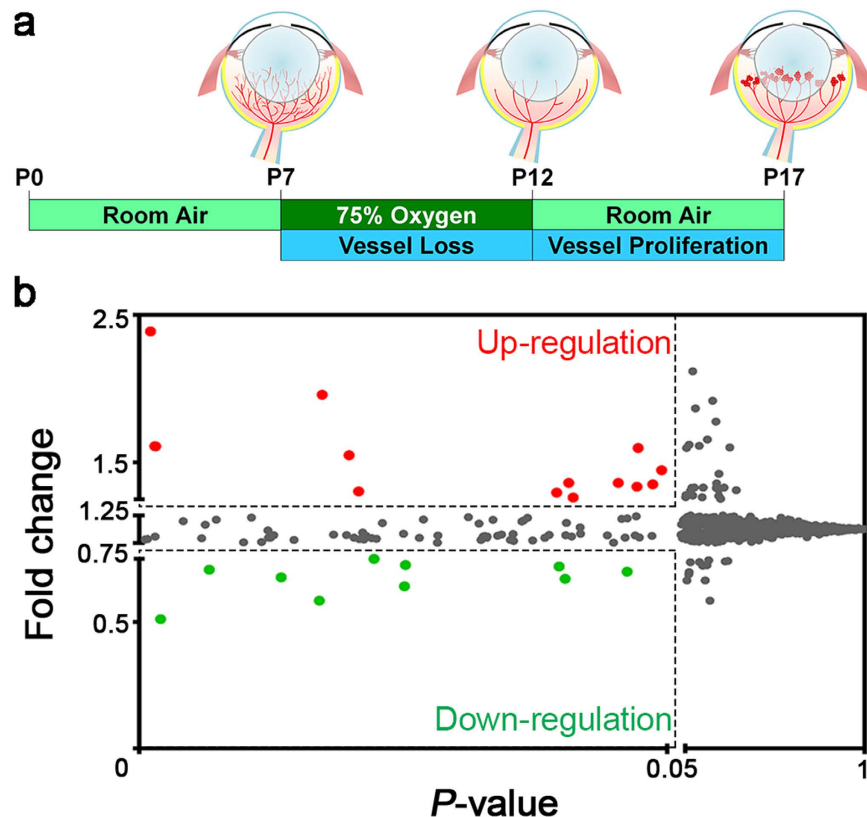 a
P0 P7 P12 P17
Room Air 75% Oxygen Room Air
Vessel Loss Vessel Proliferation
b
2.5
Up-regulation
1.5
1.25
0.75
0.5
Fold change
Down-regulation
0 0.05 1
P-value